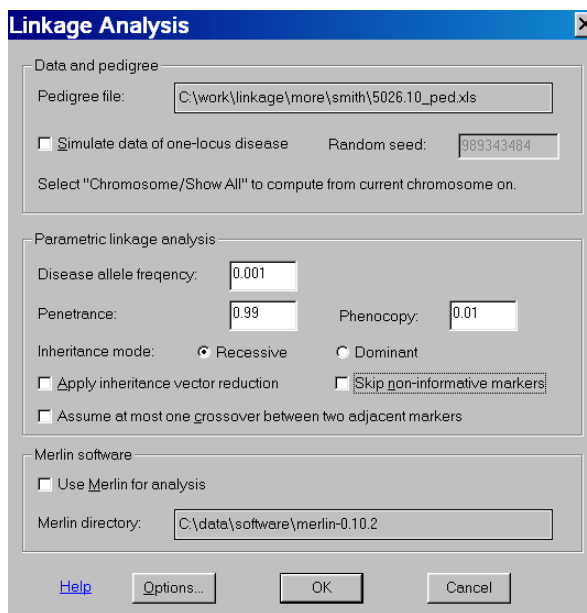 Linkage Analysis
Data and pedigree
Pedigree file: C:\work\linkage\more\smith\5026.10_ped.xls
Simulate data of one-locus disease Random seed: 989343484
Select "Chromosome/Show All" to compute from current chromosome on.
Parametric linkage analysis
Disease allele freqency: 0.001
Penetrance: 0.99 Phenocopy: 0.01
Inheritance mode: Recessive Dominant
Apply inheritance vector reduction Skip non-informative markers
Assume at most one crossover between two adjacent markers
Merlin software
Use Merlin for analysis
Merlin directory: C:\data\software\merlin-0.10.2
Help Options... OK Cancel